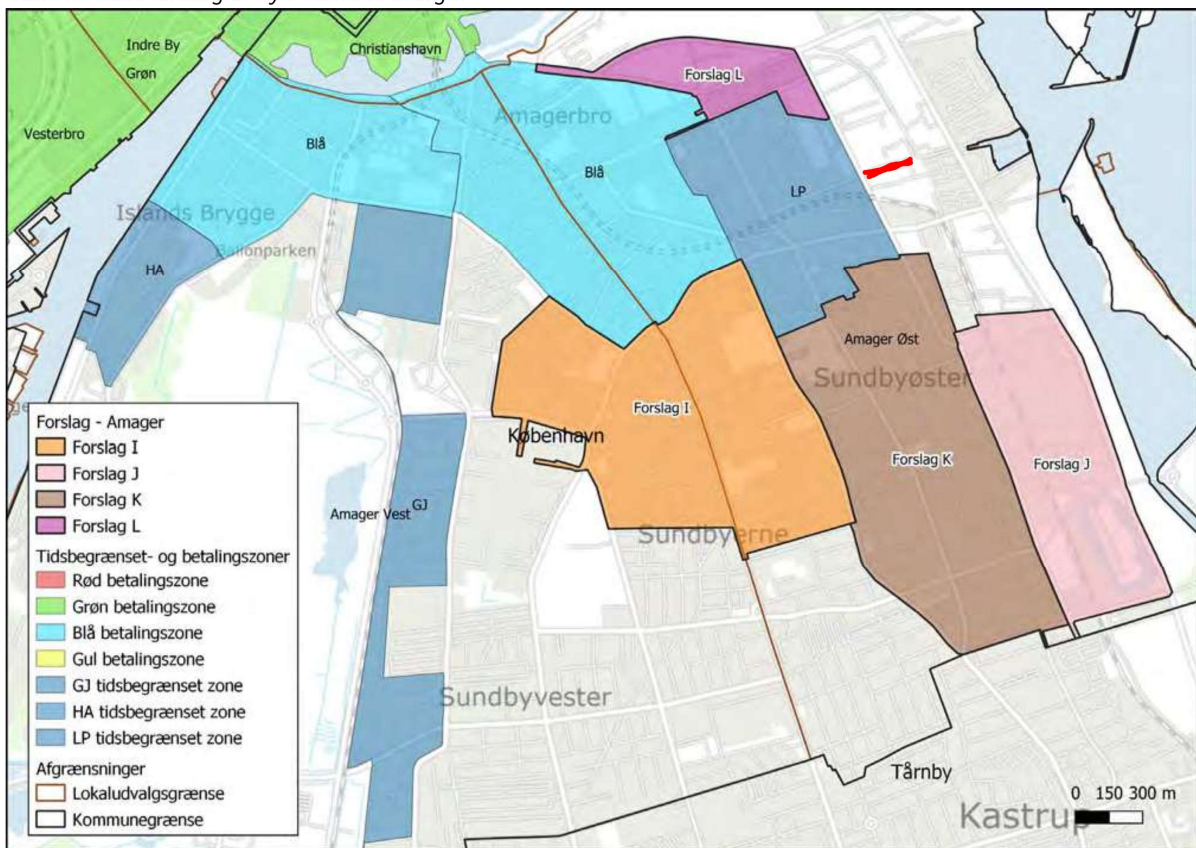 Indre By
Grøn
Christianshavn
Forslag L
Vesterbro
Amagerbro
Blå
Blå
LP
Islands Brygge
Ballonparken
HA
Amager Øst
Sundbyøster
Forslag I
København
Forslag K
Forslag J
Amager Vest
GJ
Sundbyerne
Sundbyvester
Tårnby
Kastrup
0 150 300 m
Forslag - Amager
Forslag I
Forslag J
Forslag K
Forslag L
Tidsbegrænset- og betalingszoner
Rød betalingszone
Grøn betalingszone
Blå betalingszone
Gul betalingszone
GJ tidsbegrænset zone
HA tidsbegrænset zone
LP tidsbegrænset zone
Afgrænsninger
Lokaludvalgsgrænse
Kommunegrænse